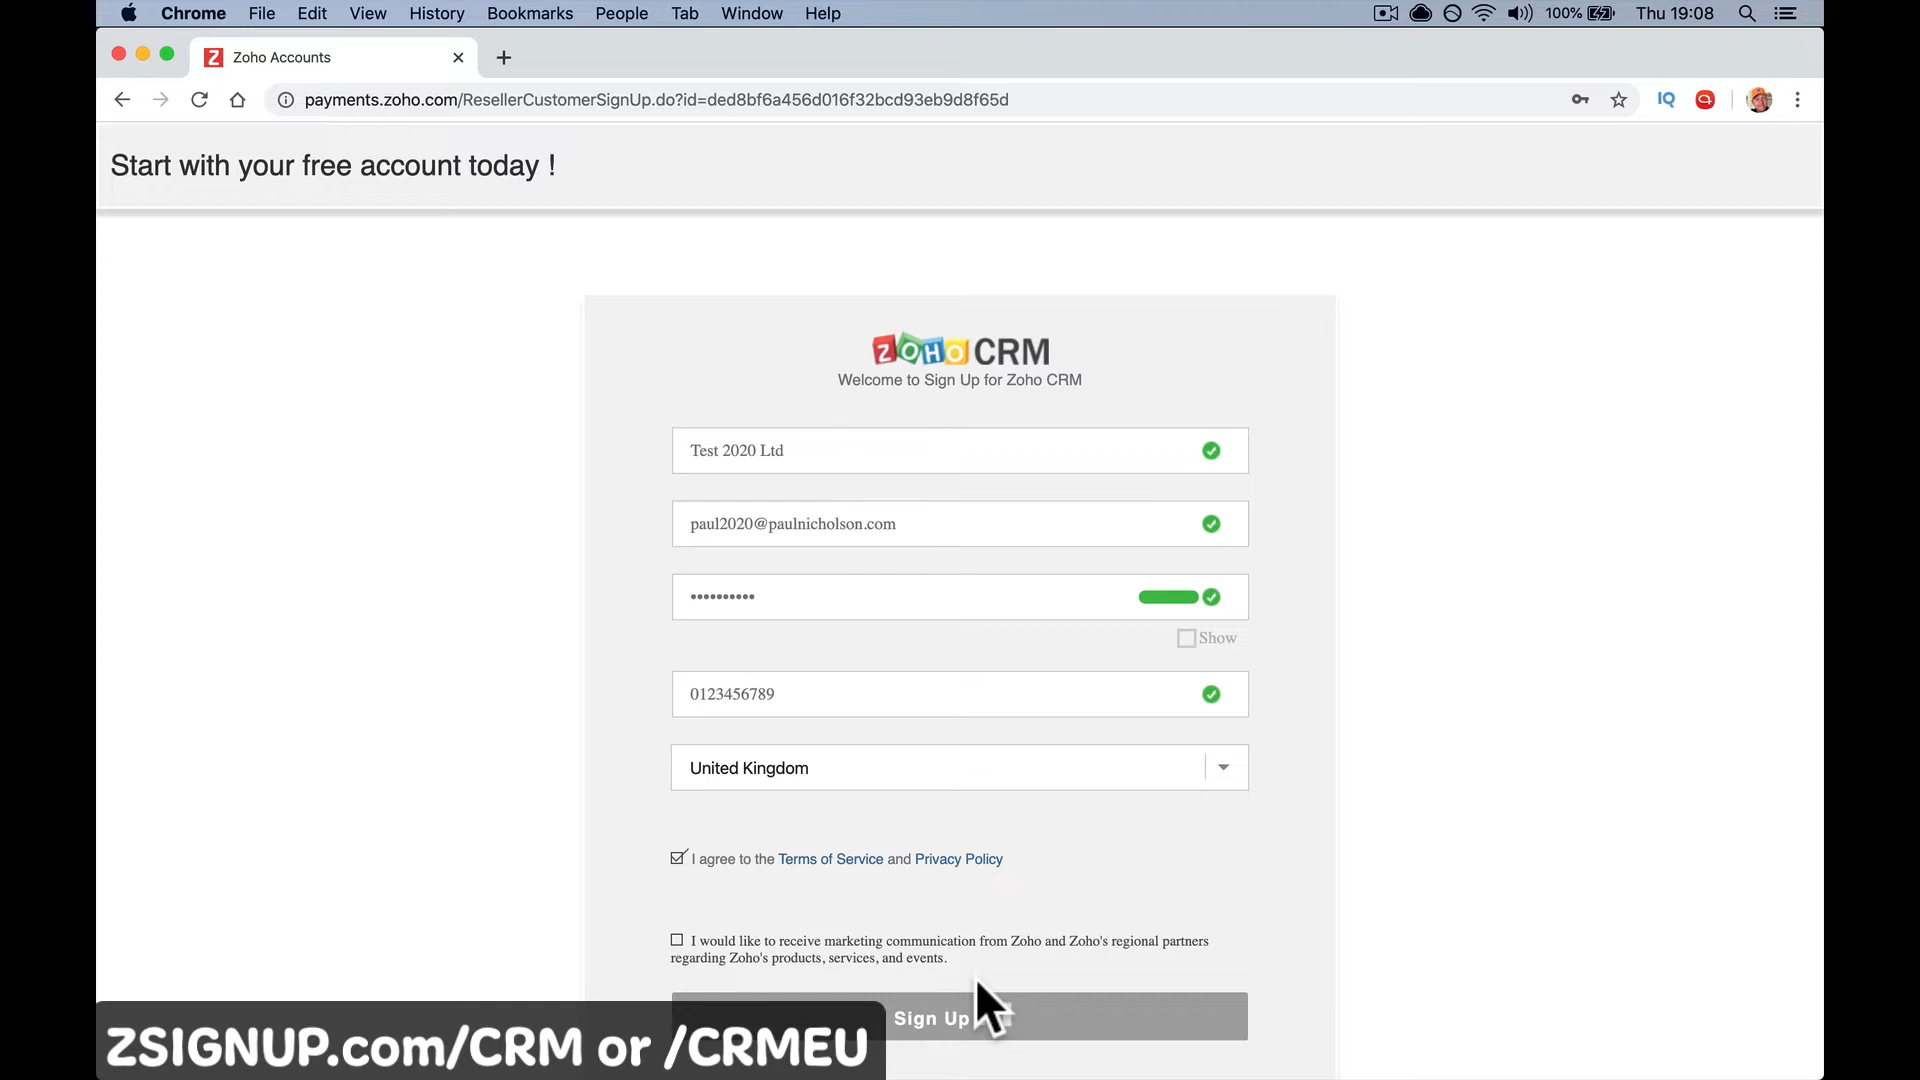 Chrome File Edit View History Bookmarks People Tab Window Help 100% Thu 19:08
Zoho Accounts
payments.zoho.com/ResellerCustomerSignUp.do?id=ded8bf6a456d016f32bcd93eb9d8f65d IQ
Start with your free account today !
ZOHO CRM
Welcome to Sign Up for Zoho CRM
Test 2020 Ltd
paul2020@paulnicholson.com
••••••••••
Show
0123456789
United Kingdom
I agree to the Terms of Service and Privacy Policy
I would like to receive marketing communication from Zoho and Zoho's regional partners
regarding Zoho's products, services, and events.
Sign Up
ZSIGNUP.com/CRM or /CRMEU